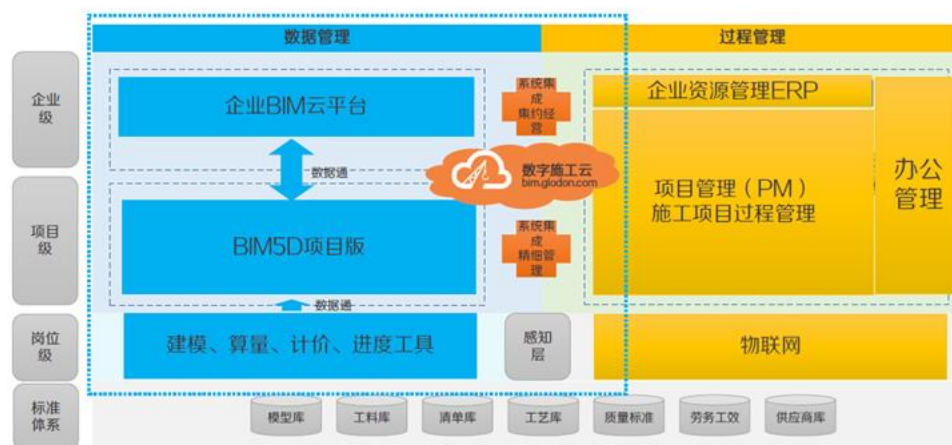 数据管理
过程管理
企业
级
企业BIM云平台
系统集
成
集约经
营
企业资源管理ERP
数据通
数字施工云
bim.glodon.com
办公
管理
项目
级
BIM5D项目版
系统集
成
精细管
理
项目管理（PM）
施工项目过程管理
数据通
岗位
级
建模、算量、计价、进度工具
感知
层
物联网
标准
体系
模型库
工料库
清单库
工艺库
质量标准
劳务工效
供应商库